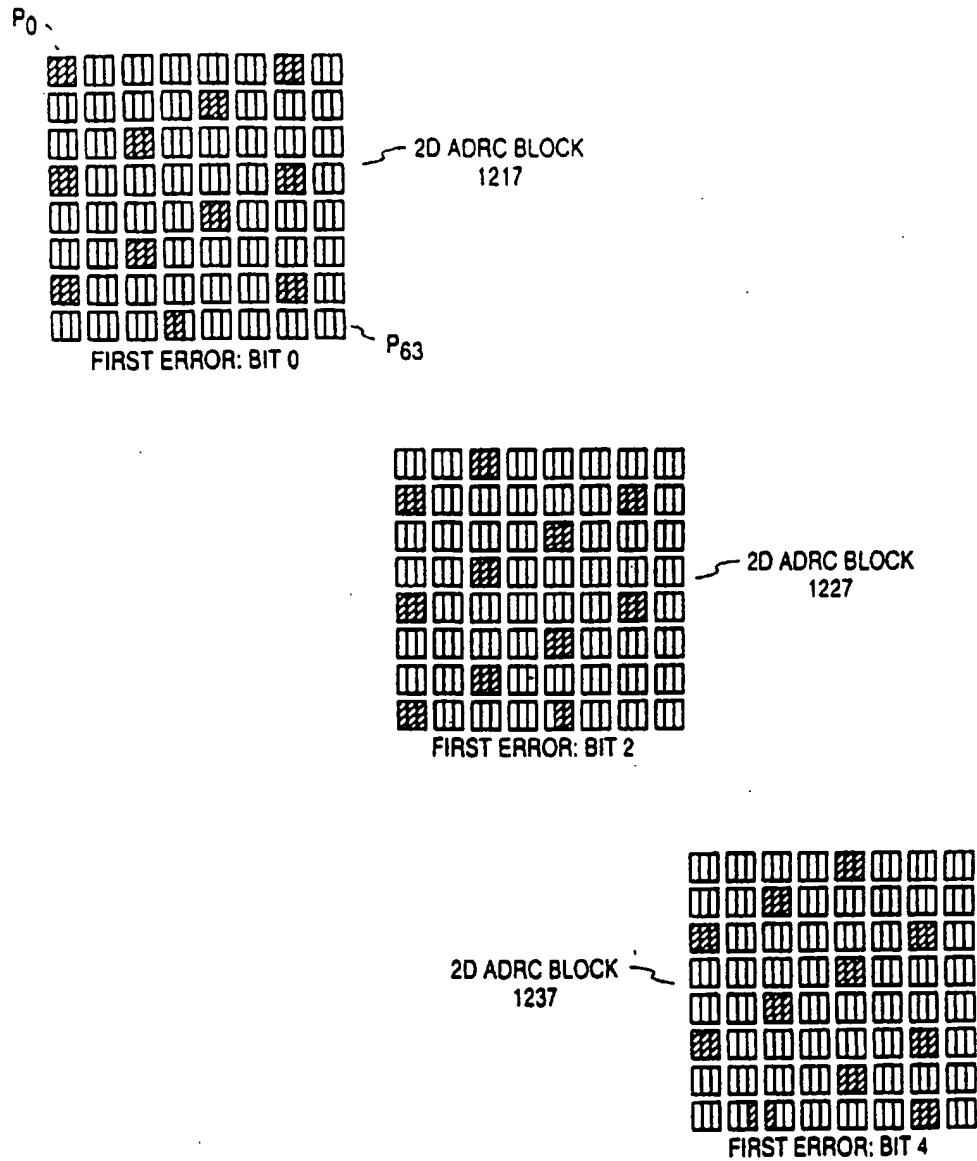 P0
2D ADRC BLOCK
1217
P63
FIRST ERROR: BIT 0
2D ADRC BLOCK
1227
FIRST ERROR: BIT 2
2D ADRC BLOCK
1237
FIRST ERROR: BIT 4